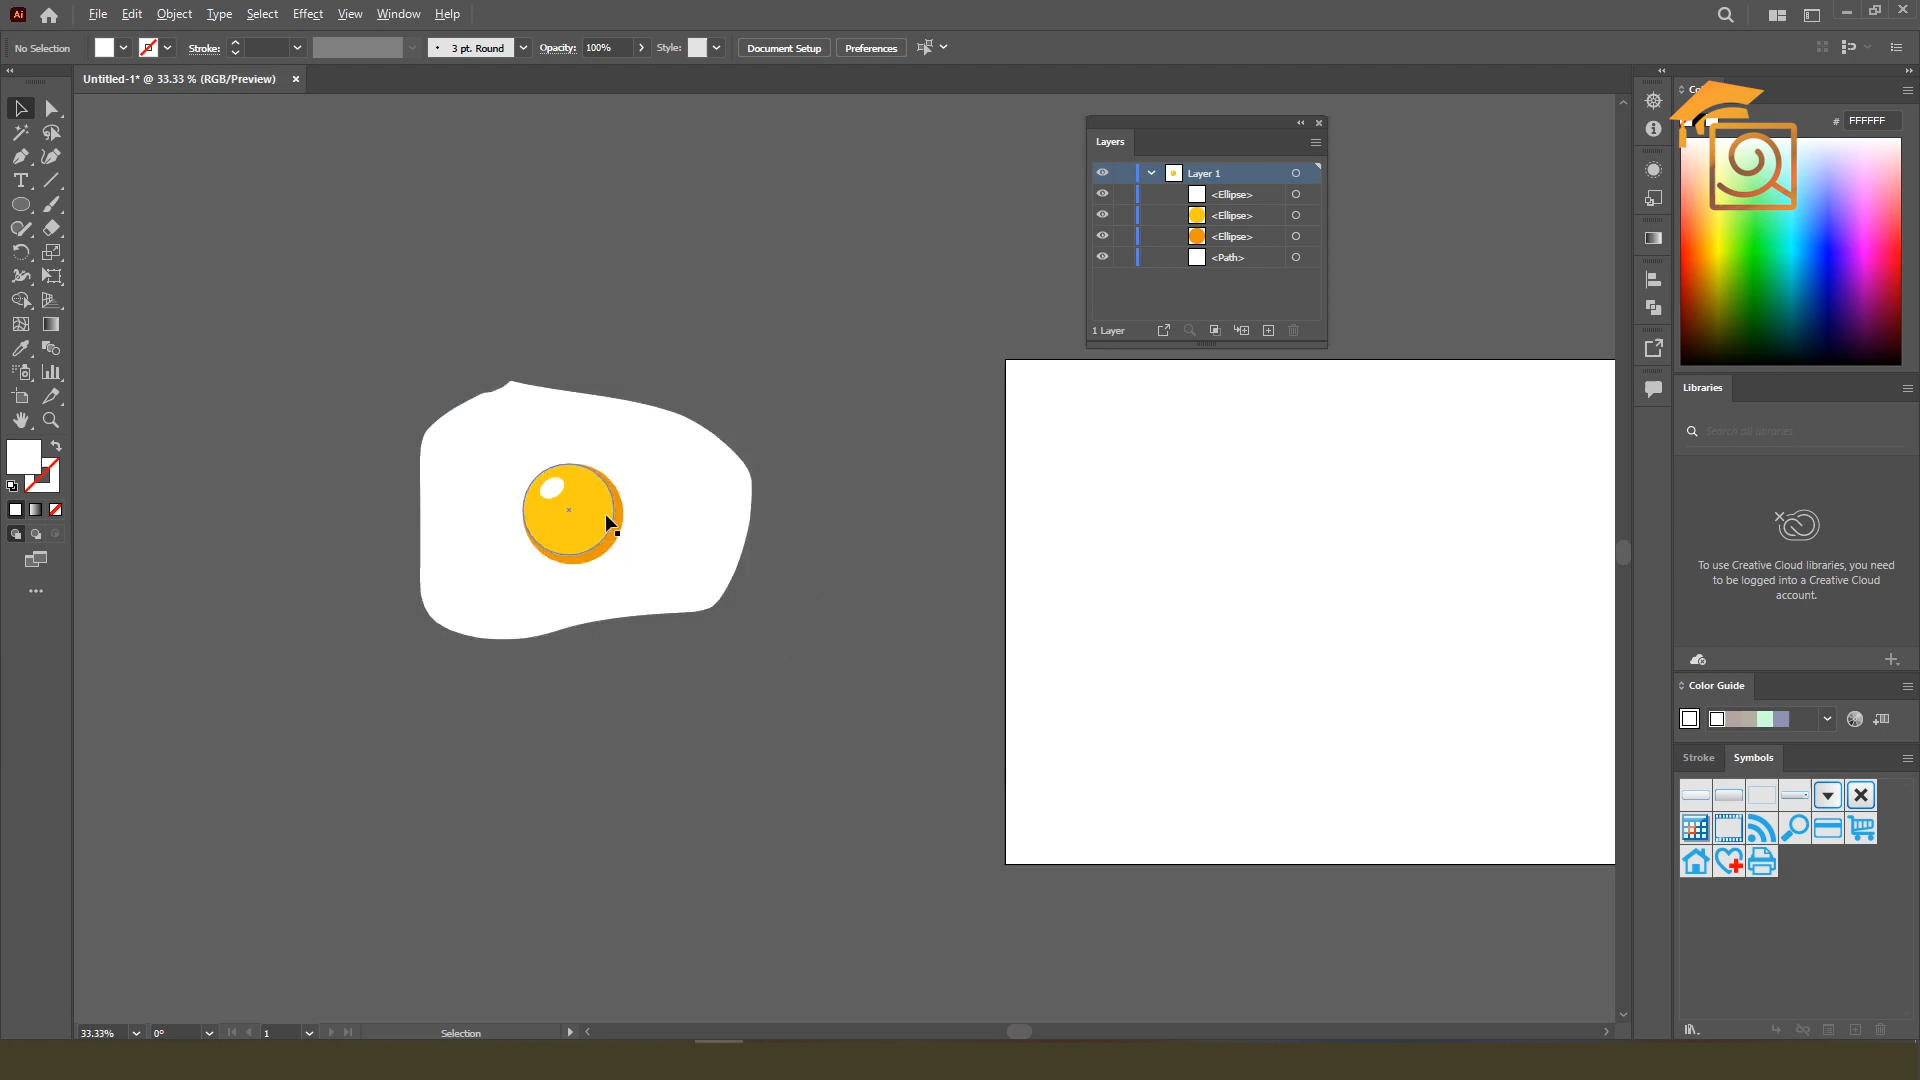 Ai File Edit Object Type Select Effect View Window Help
No Selection Stroke: 3 pt. Round Opacity: 100% Style: Document Setup Preferences
Untitled-1* @ 33.33 % (RGB/Preview)
# FFFFFF
Layers
Layer 1
<Ellipse>
<Ellipse>
<Ellipse>
<Path>
1 Layer
Libraries
Search all libraries
To use Creative Cloud libraries, you need
to be logged into a Creative Cloud
account.
Color Guide
Stroke Symbols
33.33% 0° 1 Selection